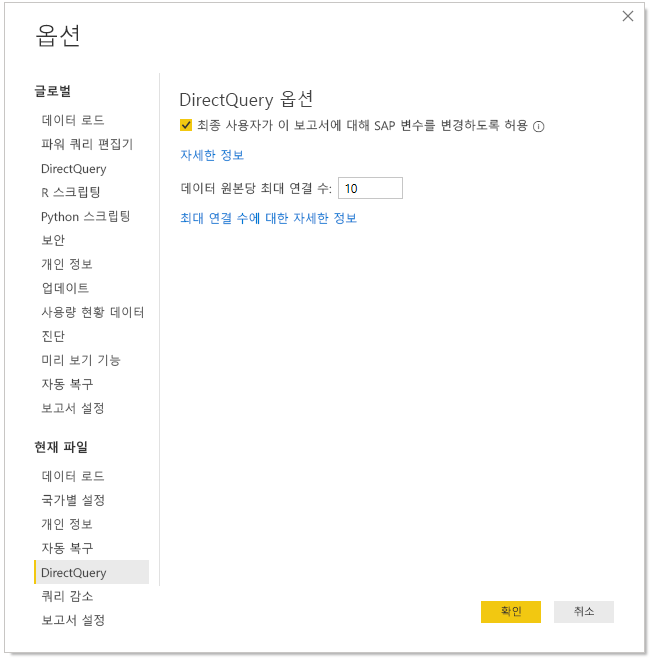 옵션
글로벌
데이터 로드
파워 쿼리 편집기
DirectQuery
R 스크립팅
Python 스크립팅
보안
개인 정보
업데이트
사용량 현황 데이터
진단
미리 보기 기능
자동 복구
보고서 설정
현재 파일
데이터 로드
국가별 설정
개인 정보
자동 복구
DirectQuery
쿼리 감소
보고서 설정
DirectQuery 옵션
최종 사용자가 이 보고서에 대해 SAP 변수를 변경하도록 허용
자세한 정보
데이터 원본당 최대 연결 수: 10
최대 연결 수에 대한 자세한 정보
확인 취소